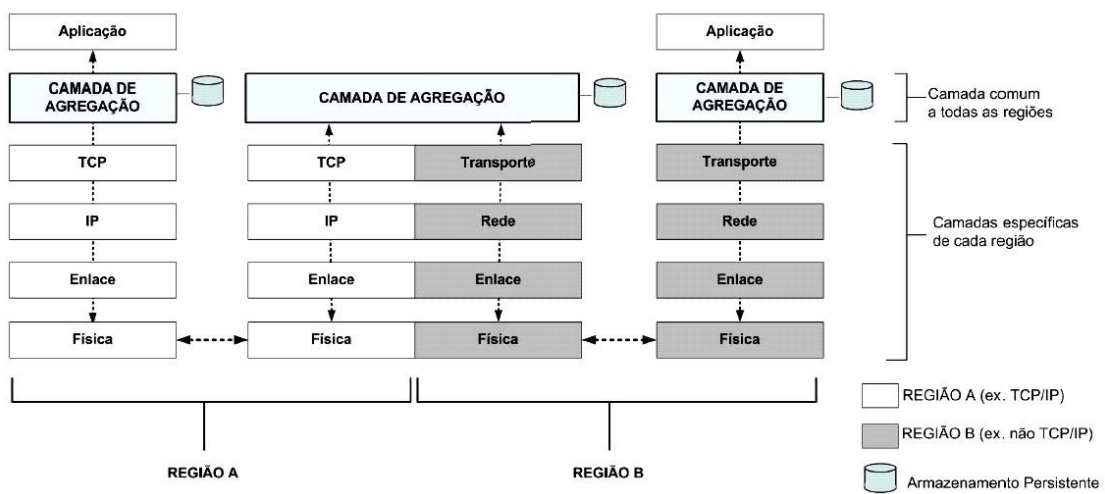 Aplicação
Aplicação
CAMADA DE
AGREGAÇÃO
CAMADA DE AGREGAÇÃO
CAMADA DE
AGREGAÇÃO
Camada comum
a todas as regiões
TCP
TCP
Transporte
Transporte
IP
IP
Rede
Rede
Camadas específicas
de cada região
Enlace
Enlace
Enlace
Enlace
Física
Física
Física
Física
REGIÃO A (ex. TCP/IP)
REGIÃO B (ex. não TCP/IP)
REGIÃO A
REGIÃO B
Armazenamento Persistente